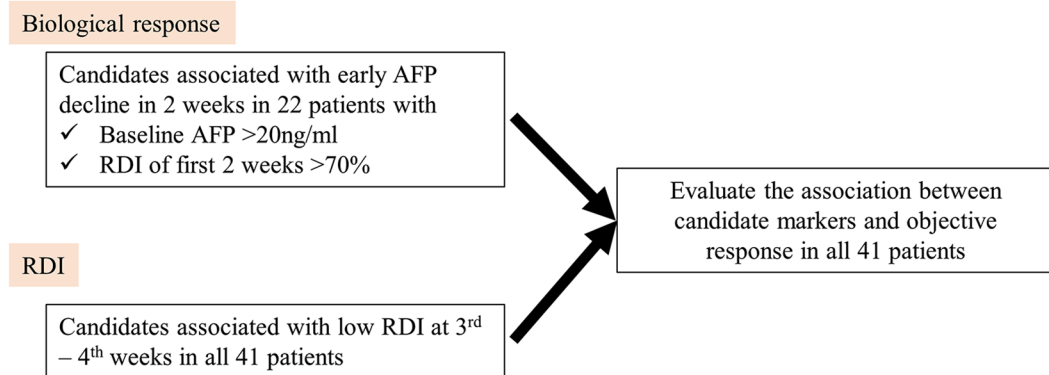 Biological response
Candidates associated with early AFP
decline in 2 weeks in 22 patients with
✓ Baseline AFP >20ng/ml
✓ RDI of first 2 weeks >70%
Evaluate the association between
candidate markers and objective
response in all 41 patients
RDI
Candidates associated with low RDI at 3rd
– 4th weeks in all 41 patients